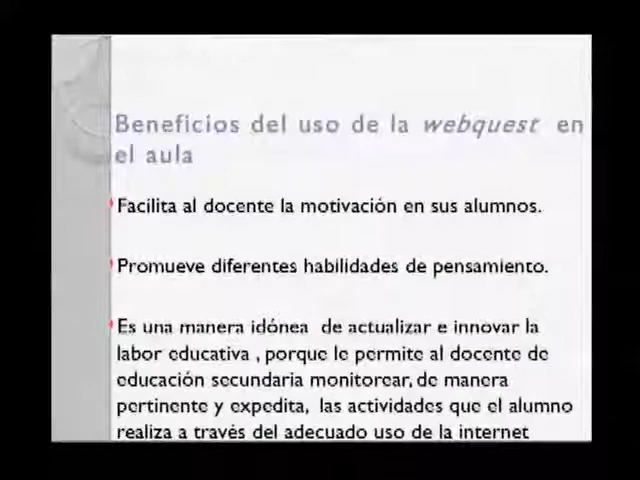 Beneficios del uso de la webquest en
el aula
Facilita al docente la motivación en sus alumnos.
Promueve diferentes habilidades de pensamiento.
Es una manera idónea de actualizar e innovar la
labor educativa , porque le permite al docente de
educación secundaria monitorear, de manera
pertinente y expedita, las actividades que el alumno
realiza a través del adecuado uso de la internet